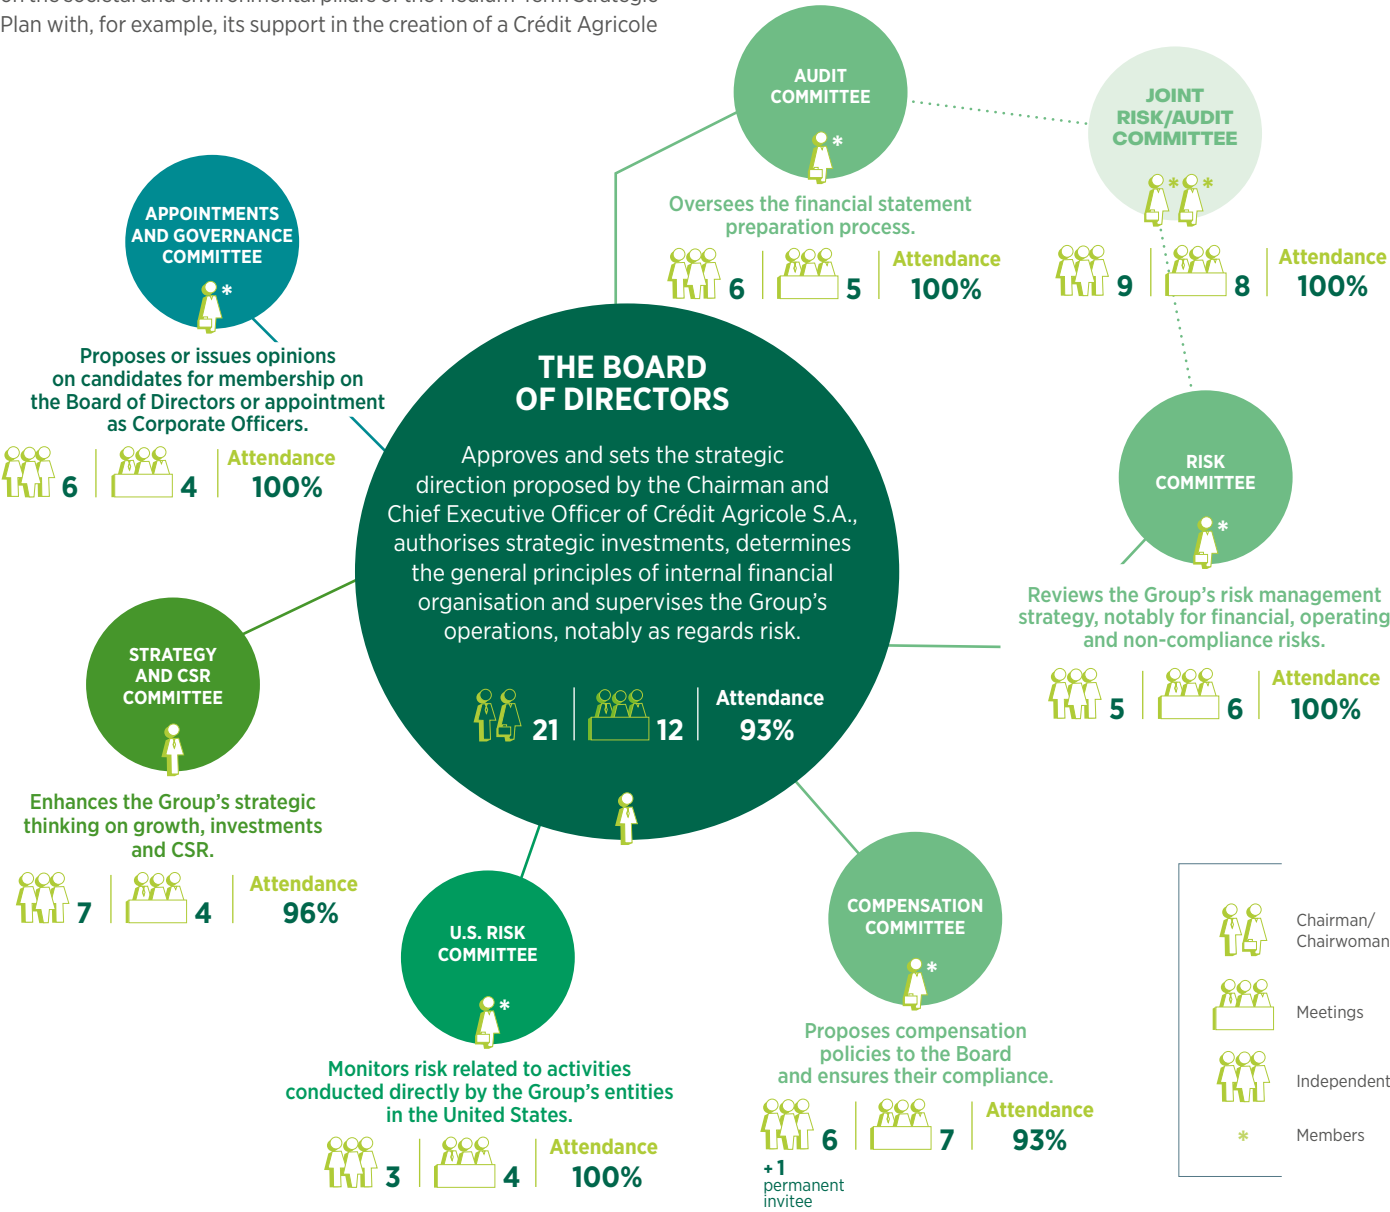 Plan with, for example, its support in the creation of a Crédit Agricole
AUDIT
COMMITTEE
*
Oversees the financial statement
preparation process.
6
5
Attendance
100%
JOINT
RISK/AUDIT
COMMITTEE
* *
9
8
Attendance
100%
APPOINTMENTS
AND GOVERNANCE
COMMITTEE
*
Proposes or issues opinions
on candidates for membership on
the Board of Directors or appointment
as Corporate Officers.
6
4
Attendance
100%
THE BOARD
OF DIRECTORS
Approves and sets the strategic
direction proposed by the Chairman and
Chief Executive Officer of Crédit Agricole S.A.,
authorises strategic investments, determines
the general principles of internal financial
organisation and supervises the Group's
operations, notably as regards risk.
21
12
Attendance
93%
RISK
COMMITTEE
*
Reviews the Group's risk management
strategy, notably for financial, operating
and non-compliance risks.
5
6
Attendance
100%
STRATEGY
AND CSR
COMMITTEE
Enhances the Group's strategic
thinking on growth, investments
and CSR.
7
4
Attendance
96%
U.S. RISK
COMMITTEE
*
Monitors risk related to activities
conducted directly by the Group's entities
in the United States.
3
4
Attendance
100%
COMPENSATION
COMMITTEE
*
Proposes compensation
policies to the Board
and ensures their compliance.
6
+ 1
permanent
invitee
7
Attendance
93%
Chairman/
Chairwoman
Meetings
Independent
* Members